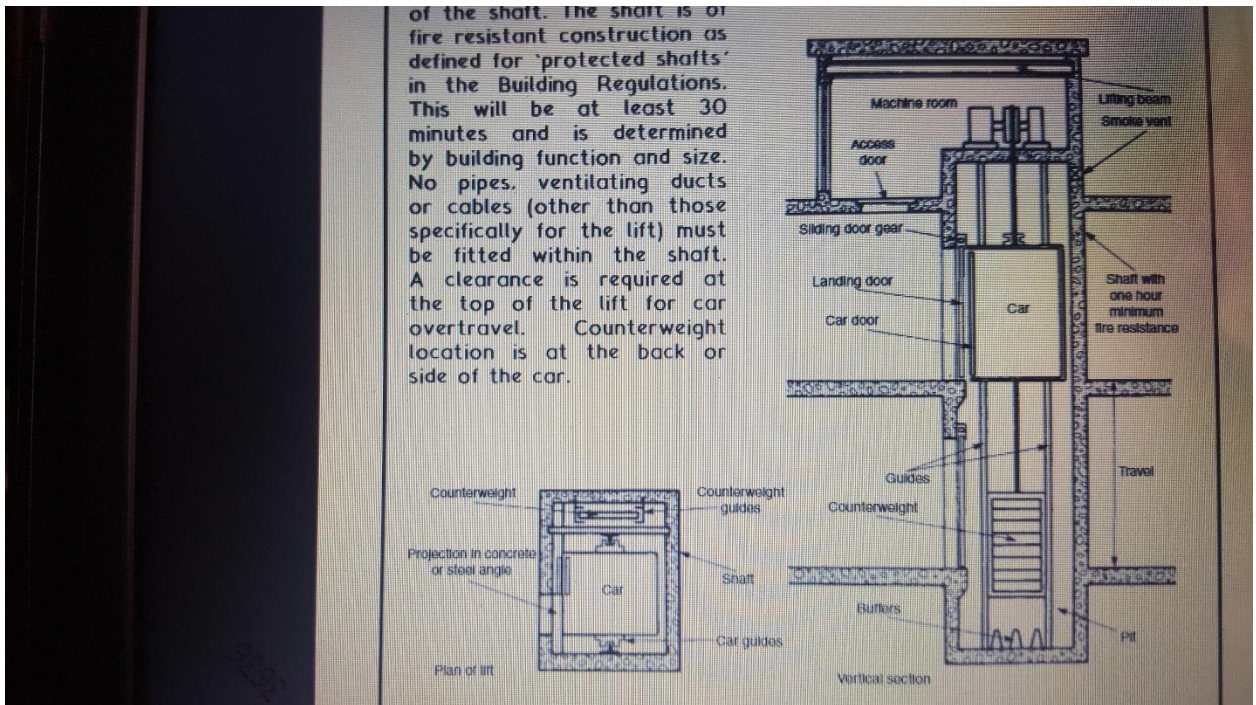 of the shaft. The shaft is of
fire resistant construction as
defined for 'protected shafts'
in the Building Regulations.
This will be at least 30
minutes and is determined
by building function and size.
No pipes, ventilating ducts
or cables (other than those
specifically for the lift) must
be fitted within the shaft.
A clearance is required at
the top of the lift for car
overtravel. Counterweight
location is at the back or
side of the car.
Counterweight
Counterweight
guides
Projection in concrete
or steel angle
Car
Shaft
Car guides
Plan of lift
Machine room
Lifting beam
Smoke vent
Access
door
Sliding door gear
Landing door
Car door
Car
Shaft with
one hour
minimum
fire resistance
Guides
Travel
Counterweight
Buffers
Pit
Vertical section